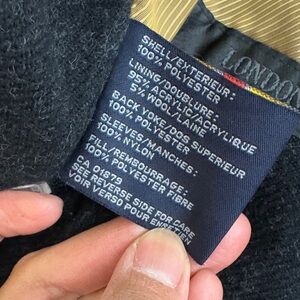 LONDON
SHELL/EXTERIEUR:
100% POLYESTER
LINING/DOUBLURE:
95% ACRYLIC/ACRYLIQUE
5% WOOL/LAINE
BACK YOKE/DOS SUPERIEUR
100% POLYESTER
SLEEVES/MANCHES:
100% NYLON
FILL/REMBOURRAGE:
100% POLYESTER FIBRE
CA 01879
SEE REVERSE SIDE FOR CARE
VOIR VERSO POUR ENTRETIEN